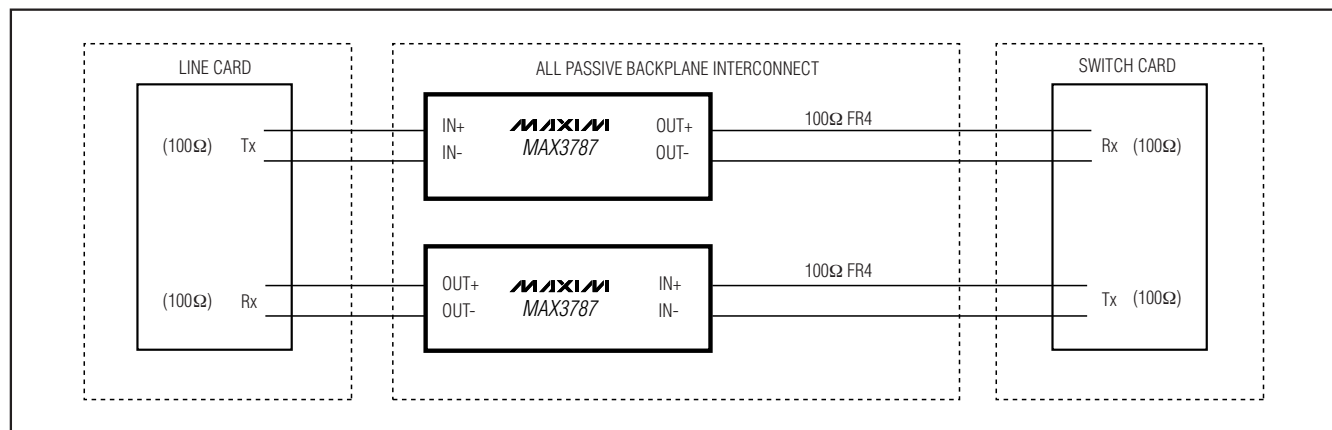 LINE CARD
ALL PASSIVE BACKPLANE INTERCONNECT
SWITCH CARD
(100Ω) Tx
IN+
IN-
MAXIM
MAX3787
OUT+
OUT-
100Ω FR4
Rx (100Ω)
(100Ω) Rx
OUT+
OUT-
MAXIM
MAX3787
IN+
IN-
100Ω FR4
Tx (100Ω)